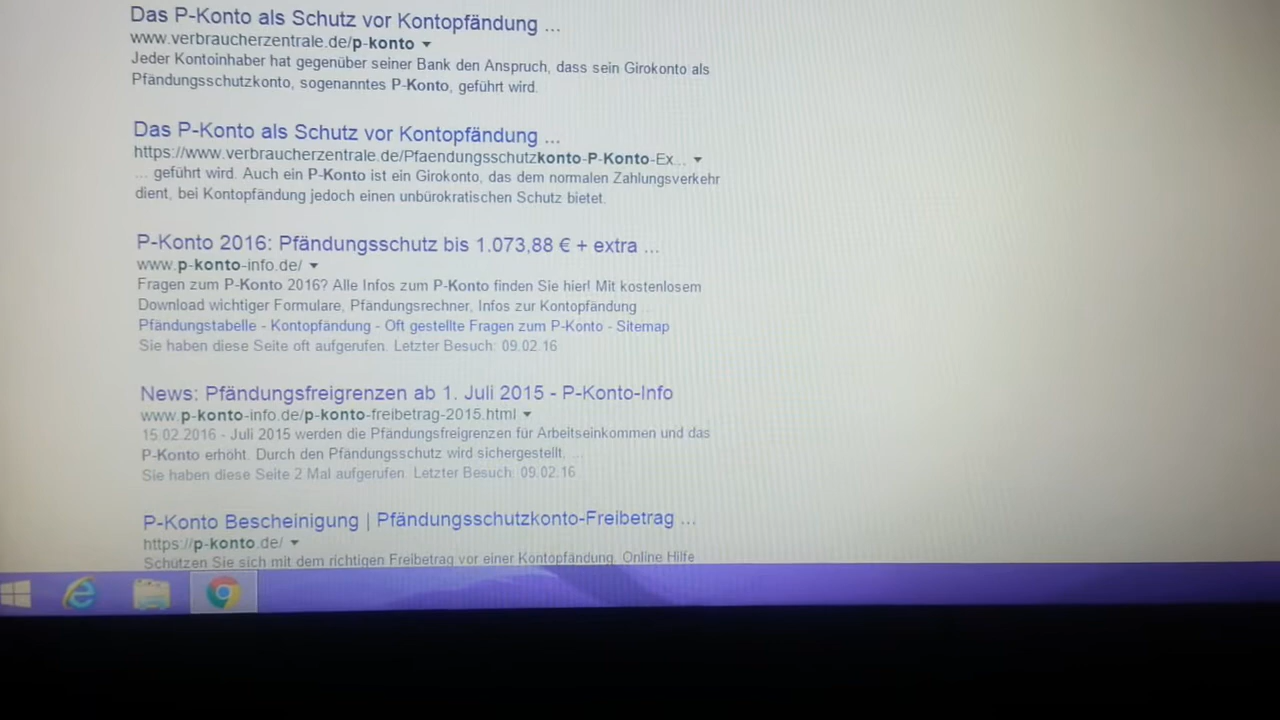 Das P-Konto als Schutz vor Kontopfändung ...
www.verbraucherzentrale.de/p-konto
Jeder Kontoinhaber hat gegenüber seiner Bank den Anspruch, dass sein Girokonto als
Pfändungsschutzkonto, sogenanntes P-Konto, geführt wird.
Das P-Konto als Schutz vor Kontopfändung ...
https://www.verbraucherzentrale.de/Pfaendungsschutzkonto-P-Konto-Ex...
... geführt wird. Auch ein P-Konto ist ein Girokonto, das dem normalen Zahlungsverkehr
dient, bei Kontopfändung jedoch einen unbürokratischen Schutz bietet.
P-Konto 2016: Pfändungsschutz bis 1.073,88 € + extra ...
www.p-konto-info.de/
Fragen zum P-Konto 2016? Alle Infos zum P-Konto finden Sie hier! Mit kostenlosem
Download wichtiger Formulare, Pfändungsrechner, Infos zur Kontopfändung ...
Pfändungstabelle - Kontopfändung - Oft gestellte Fragen zum P-Konto - Sitemap
Sie haben diese Seite oft aufgerufen. Letzter Besuch: 09.02.16
News: Pfändungsfreigrenzen ab 1. Juli 2015 - P-Konto-Info
www.p-konto-info.de/p-konto-freibetrag-2015.html
15.02.2016 - Juli 2015 werden die Pfändungsfreigrenzen für Arbeitseinkommen und das
P-Konto erhöht. Durch den Pfändungsschutz wird sichergestellt, ...
Sie haben diese Seite 2 Mal aufgerufen. Letzter Besuch: 09.02.16
P-Konto Bescheinigung | Pfändungsschutzkonto-Freibetrag ...
https://p-konto.de/
Schützen Sie sich mit dem richtigen Freibetrag vor einer Kontopfändung. Online Hilfe